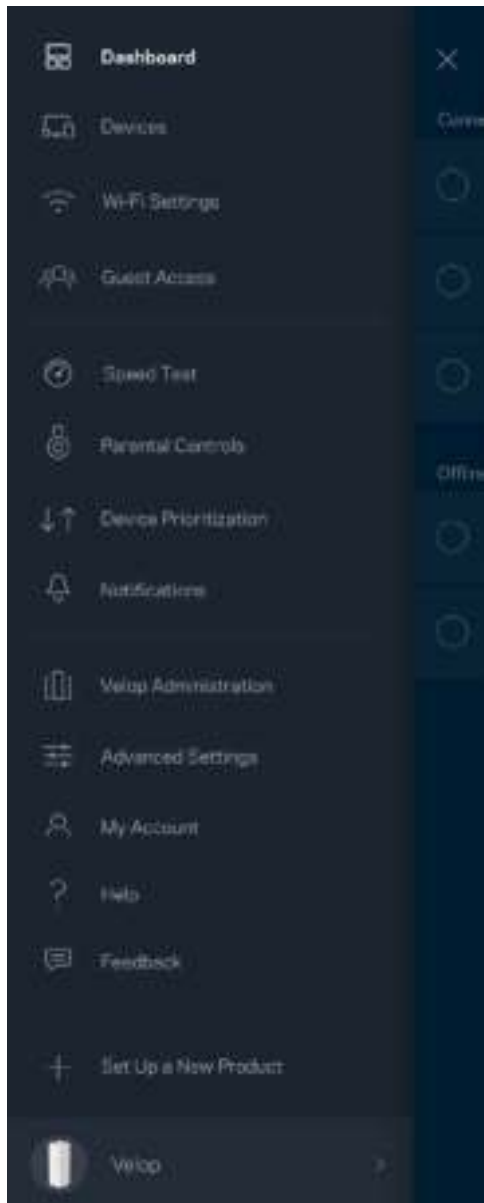 Dashboard
Devices
Wi-Fi Settings
Guest Access
Speed Test
Parental Controls
Device Prioritization
Notifications
Velop Administration
Advanced Settings
My Account
Help
Feedback
Set Up a New Product
Velop